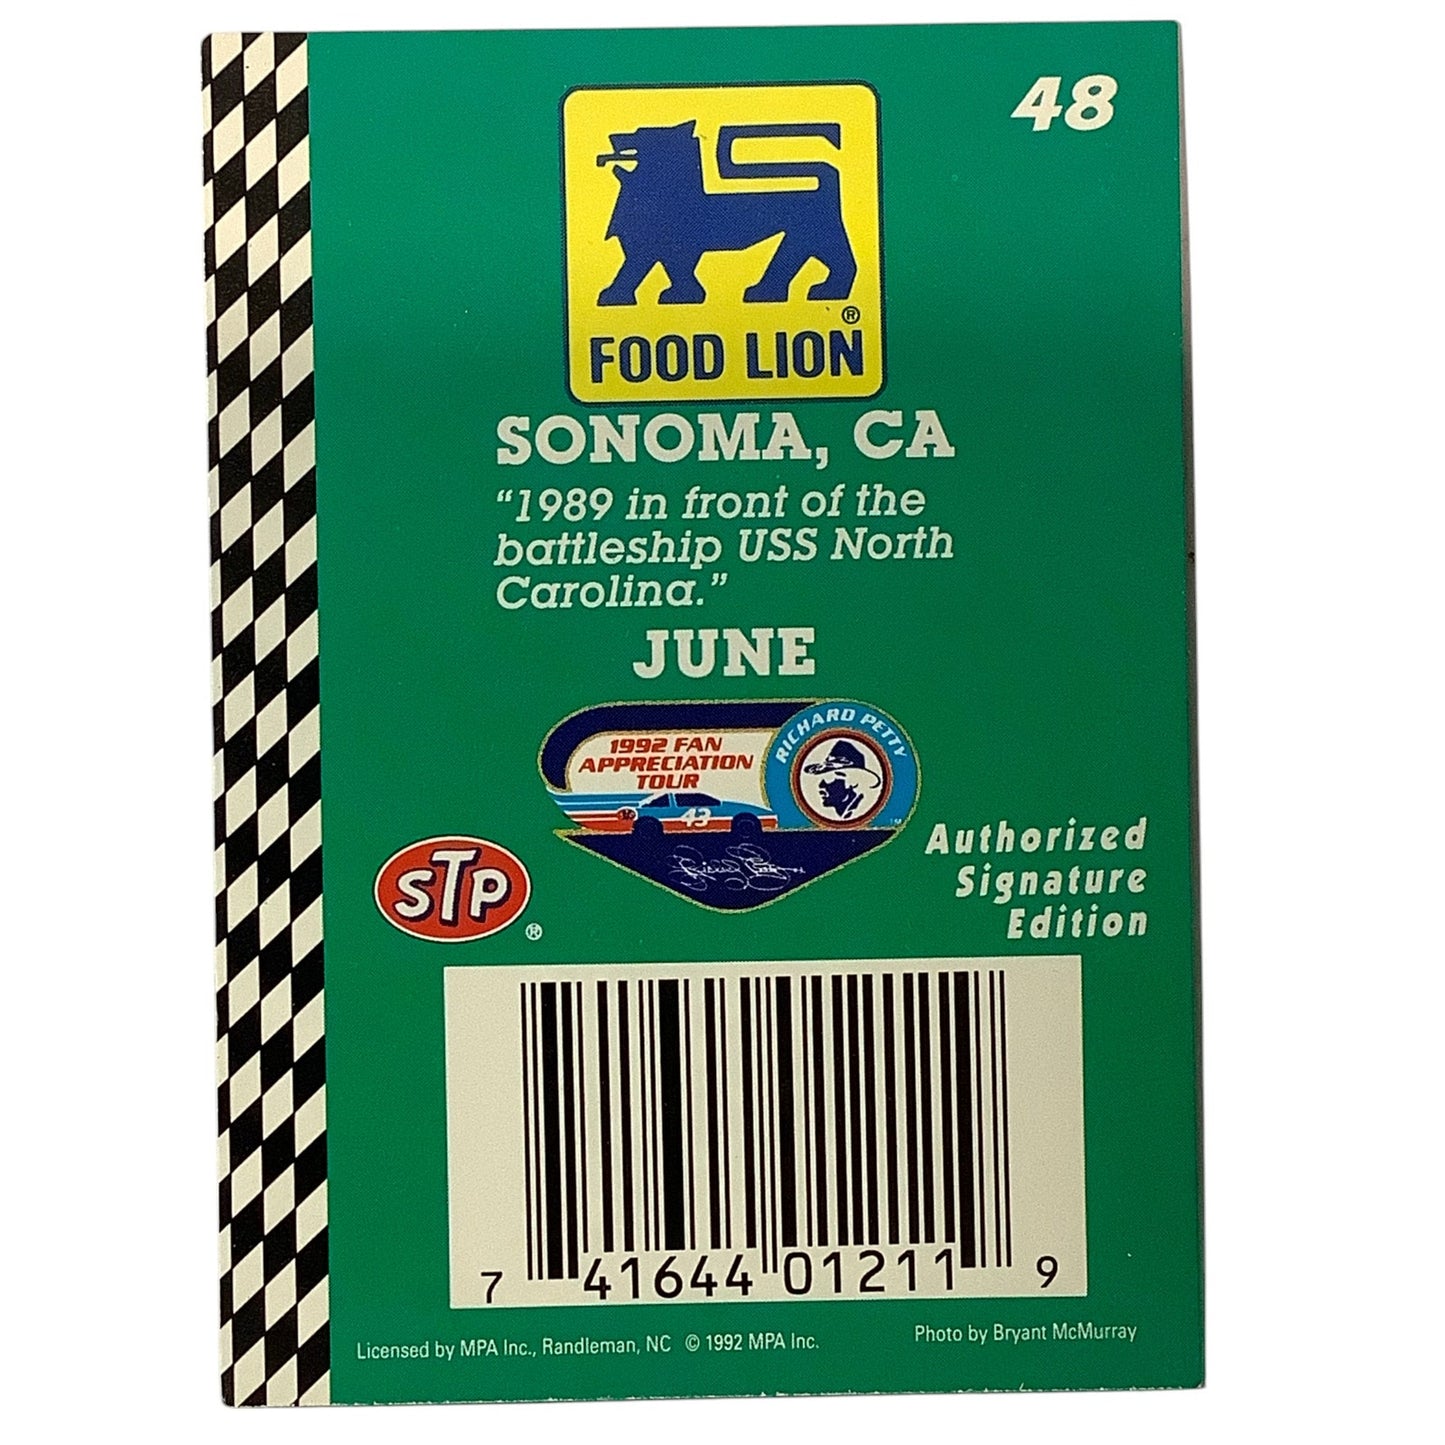 48
FOOD LION®
SONOMA, CA
“1989 in front of the
battleship USS North
Carolina.”
JUNE
1992 FAN
APPRECIATION
TOUR
RICHARD PETTY
43
TM
STP®
Authorized
Signature
Edition
7 41644 01211 9
Licensed by MPA Inc., Randleman, NC © 1992 MPA Inc.
Photo by Bryant McMurray